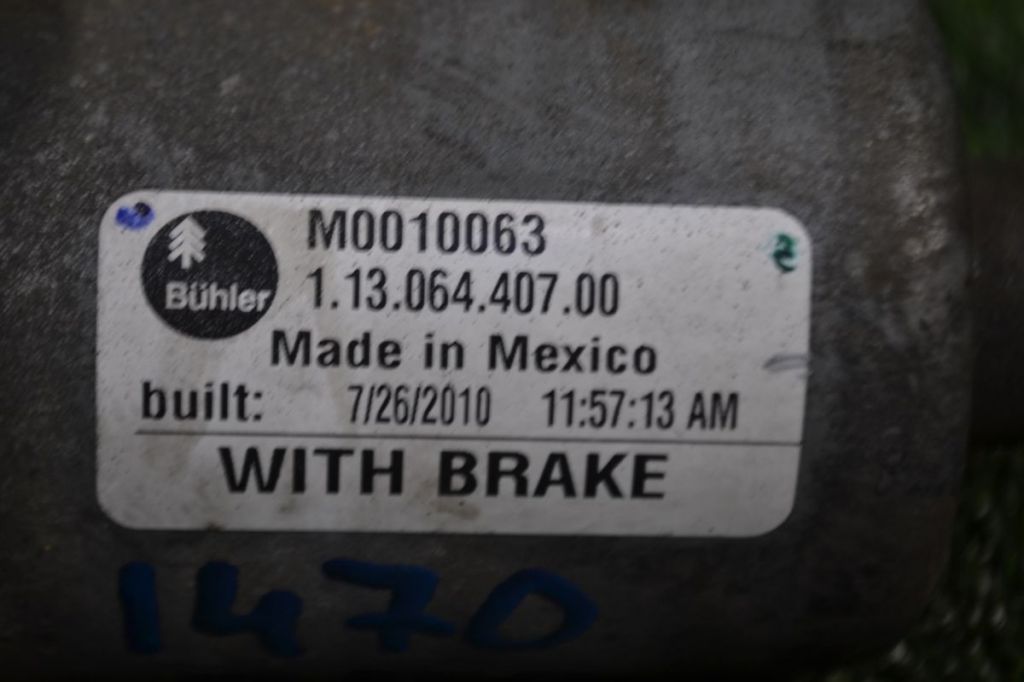 Bühler
M0010063
1.13.064.407.00
Made in Mexico
built: 7/26/2010 11:57:13 AM
WITH BRAKE
1470